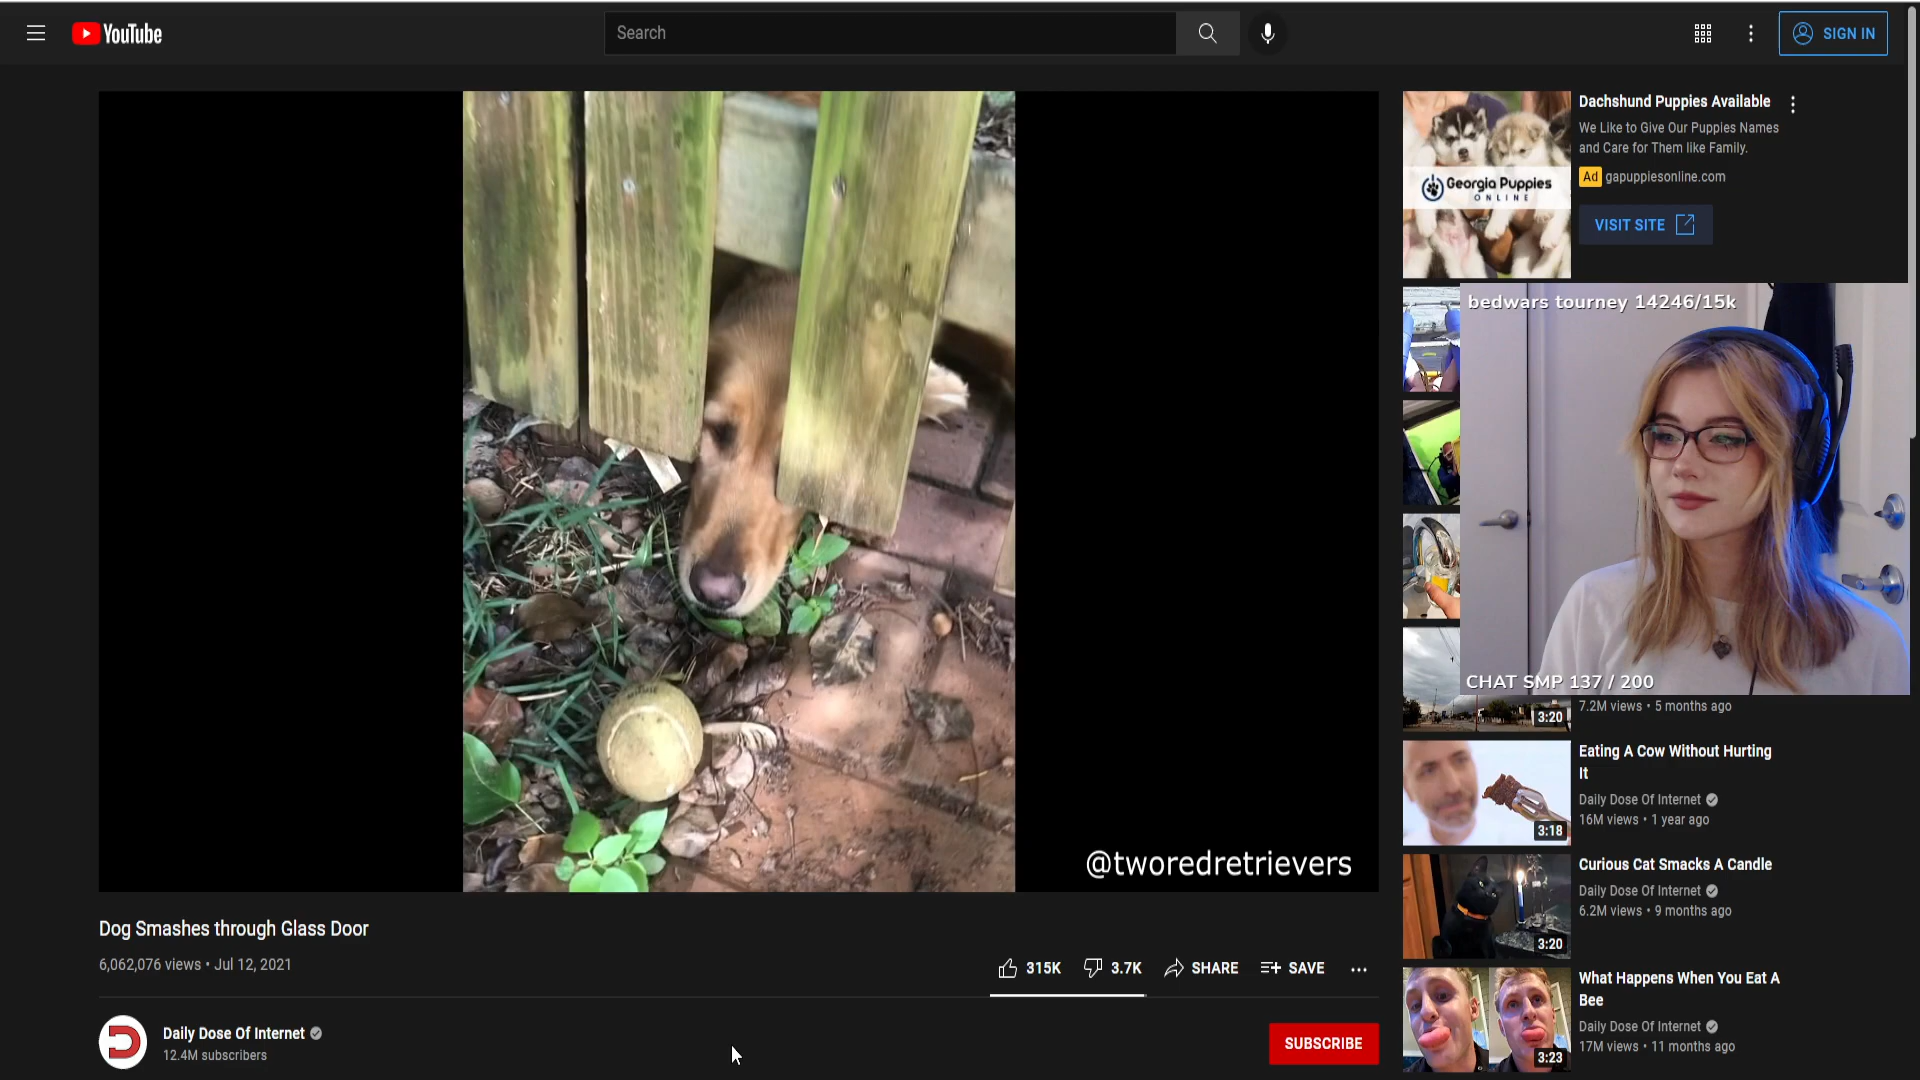 YouTube
Search
SIGN IN
Dachshund Puppies Available
We Like to Give Our Puppies Names
and Care for Them like Family.
Ad gapuppiesonline.com
VISIT SITE
Georgia Puppies
ONLINE
bedwars tourney 14246/15k
CHAT SMP 137 / 200
@tworedretrievers
3:20
7.2M views • 5 months ago
Eating A Cow Without Hurting
It
Daily Dose Of Internet
16M views • 1 year ago
3:18
Curious Cat Smacks A Candle
Daily Dose Of Internet
6.2M views • 9 months ago
3:20
What Happens When You Eat A
Bee
Daily Dose Of Internet
17M views • 11 months ago
3:23
Dog Smashes through Glass Door
6,062,076 views • Jul 12, 2021
315K
3.7K
SHARE
SAVE
Daily Dose Of Internet
12.4M subscribers
SUBSCRIBE